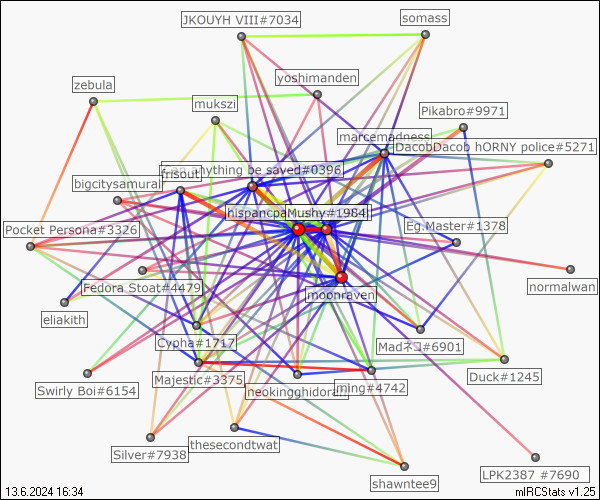 JKOUYH VIII#7034
somass
yoshimanden
zebula
mukszi
Pikabro#9971
marcemadness
DacobDacob hORNY police#5271
anything be saved#0396
frisout
bigcitysamurai
hispancpa
Mushy#1984
Pocket Persona#3326
Eg.Master#1378
Fedora Stoat#4479
normalwan
moonraven
eliakith
Cypha#1717
Madネコ#6901
Majestic#3375
Duck#1245
Swirly Boi#6154
neokingghidorah
ming#4742
Silver#7938
thesecondtwat
shawntee9
LPK2387 #7690
13.6.2024 16:34
mIRCStats v1.25